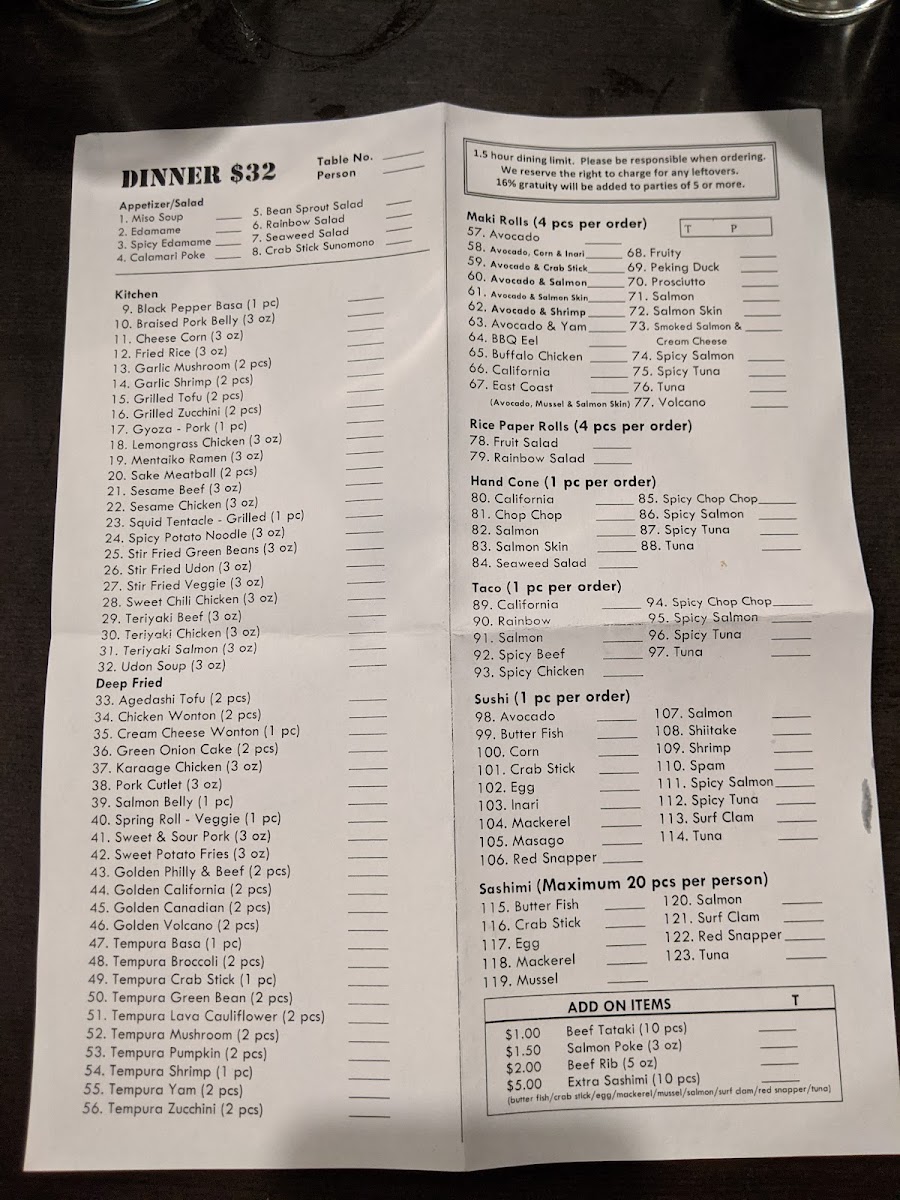 DINNER $32
Table No.
Person
Appetizer/Salad
1. Miso Soup
2. Edamame
3. Spicy Edamame
4. Calamari Poke
5. Bean Sprout Salad
6. Rainbow Salad
7. Seaweed Salad
8. Crab Stick Sunomono
Kitchen
9. Black Pepper Basa (1 pc)
10. Braised Pork Belly (3 oz)
11. Cheese Corn (3 oz)
12. Fried Rice (3 oz)
13. Garlic Mushroom (2 pcs)
14. Garlic Shrimp (2 pcs)
15. Grilled Tofu (2 pcs)
16. Grilled Zucchini (2 pcs)
17. Gyoza - Pork (1 pc)
18. Lemongrass Chicken (3 oz)
19. Mentaiko Ramen (3 oz)
20. Sake Meatball (2 pcs)
21. Sesame Beef (3 oz)
22. Sesame Chicken (3 oz)
23. Squid Tentacle - Grilled (1 pc)
24. Spicy Potato Noodle (3 oz)
25. Stir Fried Green Beans (3 oz)
26. Stir Fried Udon (3 oz)
27. Stir Fried Veggie (3 oz)
28. Sweet Chili Chicken (3 oz)
29. Teriyaki Beef (3 oz)
30. Teriyaki Chicken (3 oz)
31. Teriyaki Salmon (3 oz)
32. Udon Soup (3 oz)
Deep Fried
33. Agedashi Tofu (2 pcs)
34. Chicken Wonton (2 pcs)
35. Cream Cheese Wonton (1 pc)
36. Green Onion Cake (2 pcs)
37. Karaage Chicken (3 oz)
38. Pork Cutlet (3 oz)
39. Salmon Belly (1 pc)
40. Spring Roll - Veggie (1 pc)
41. Sweet & Sour Pork (3 oz)
42. Sweet Potato Fries (3 oz)
43. Golden Philly & Beef (2 pcs)
44. Golden California (2 pcs)
45. Golden Canadian (2 pcs)
46. Golden Volcano (2 pcs)
47. Tempura Basa (1 pc)
48. Tempura Broccoli (2 pcs)
49. Tempura Crab Stick (1 pc)
50. Tempura Green Bean (2 pcs)
51. Tempura Lava Cauliflower (2 pcs)
52. Tempura Mushroom (2 pcs)
53. Tempura Pumpkin (2 pcs)
54. Tempura Shrimp (1 pc)
55. Tempura Yam (2 pcs)
56. Tempura Zucchini (2 pcs)
1.5 hour dining limit. Please be responsible when ordering.
We reserve the right to charge for any leftovers.
16% gratuity will be added to parties of 5 or more.
Maki Rolls (4 pcs per order)
T P
57. Avocado
58. Avocado, Corn & Inari
59. Avocado & Crab Stick
60. Avocado & Salmon
61. Avocado & Salmon Skin
62. Avocado & Shrimp
63. Avocado & Yam
64. BBQ Eel
65. Buffalo Chicken
66. California
67. East Coast
(Avocado, Mussel & Salmon Skin)
68. Fruity
69. Peking Duck
70. Prosciutto
71. Salmon
72. Salmon Skin
73. Smoked Salmon &
Cream Cheese
74. Spicy Salmon
75. Spicy Tuna
76. Tuna
77. Volcano
Rice Paper Rolls (4 pcs per order)
78. Fruit Salad
79. Rainbow Salad
Hand Cone (1 pc per order)
80. California
81. Chop Chop
82. Salmon
83. Salmon Skin
84. Seaweed Salad
85. Spicy Chop Chop
86. Spicy Salmon
87. Spicy Tuna
88. Tuna
Taco (1 pc per order)
89. California
90. Rainbow
91. Salmon
92. Spicy Beef
93. Spicy Chicken
94. Spicy Chop Chop
95. Spicy Salmon
96. Spicy Tuna
97. Tuna
Sushi (1 pc per order)
98. Avocado
99. Butter Fish
100. Corn
101. Crab Stick
102. Egg
103. Inari
104. Mackerel
105. Masago
106. Red Snapper
107. Salmon
108. Shiitake
109. Shrimp
110. Spam
111. Spicy Salmon
112. Spicy Tuna
113. Surf Clam
114. Tuna
Sashimi (Maximum 20 pcs per person)
115. Butter Fish
116. Crab Stick
117. Egg
118. Mackerel
119. Mussel
120. Salmon
121. Surf Clam
122. Red Snapper
123. Tuna
ADD ON ITEMS T
$1.00 Beef Tataki (10 pcs)
$1.50 Salmon Poke (3 oz)
$2.00 Beef Rib (5 oz)
$5.00 Extra Sashimi (10 pcs)
(butter fish/crab stick/egg/mackerel/mussel/salmon/surf clam/red snapper/tuna)